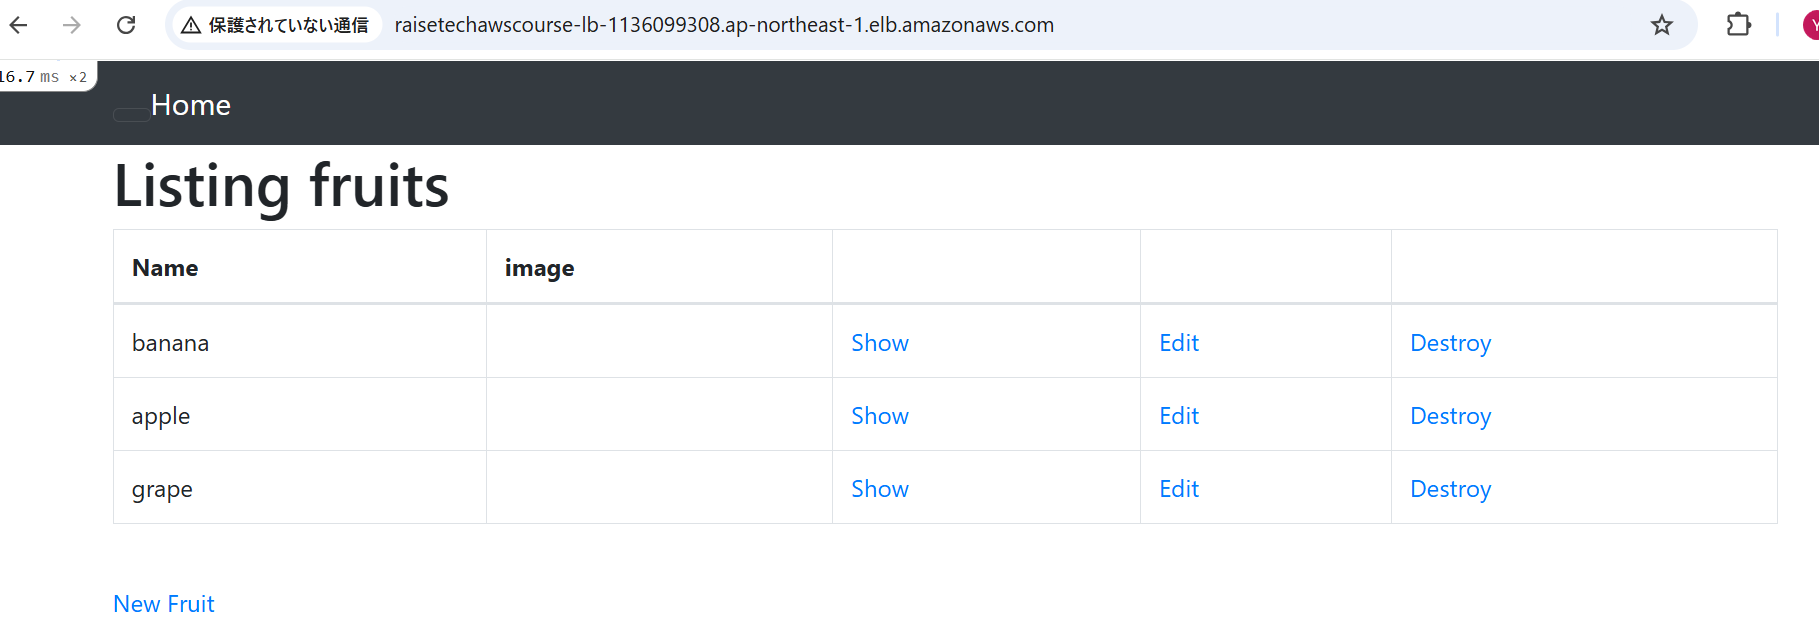 保護されていない通信 raisetechawscourse-lb-1136099308.ap-northeast-1.elb.amazonaws.com Y
16.7 ms ×2
Home
Listing fruits
Name image
banana Show Edit Destroy
apple Show Edit Destroy
grape Show Edit Destroy
New Fruit